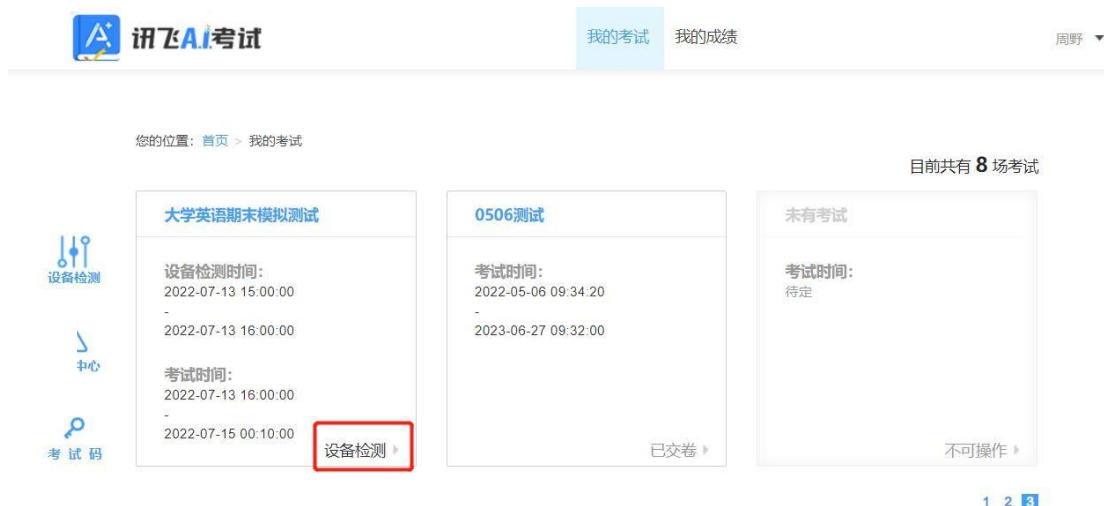 讯飞A.I.考试
我的考试 我的成绩
周野
您的位置：首页 > 我的考试
目前共有 8 场考试
设备检测
中心
考试码
大学英语期末模拟测试
设备检测时间：
2022-07-13 15:00:00
-
2022-07-13 16:00:00
考试时间：
2022-07-13 16:00:00
-
2022-07-15 00:10:00
设备检测
0506测试
考试时间：
2022-05-06 09:34:20
-
2023-06-27 09:32:00
已交卷
未有考试
考试时间：
待定
不可操作
1 2 3